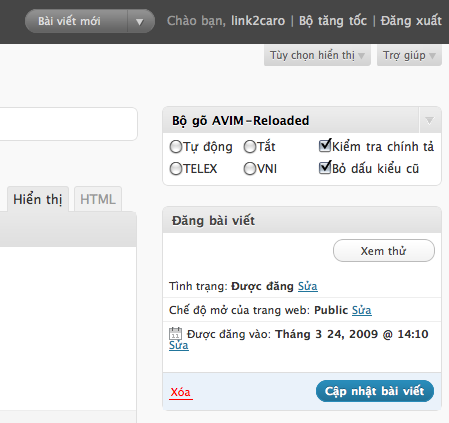 Bài viết mới Chào bạn, link2caro | Bộ tăng tốc | Đăng xuất
Tùy chọn hiển thị Trợ giúp
Bộ gõ AVIM-Reloaded
Tự động Tắt Kiểm tra chính tả
TELEX VNI Bỏ dấu kiểu cũ
Hiển thị HTML
Đăng bài viết
Xem thử
Tình trạng: Được đăng Sửa
Chế độ mở của trang web: Public Sửa
11 Được đăng vào: Tháng 3 24, 2009 @ 14:10
Sửa
Xóa Cập nhật bài viết